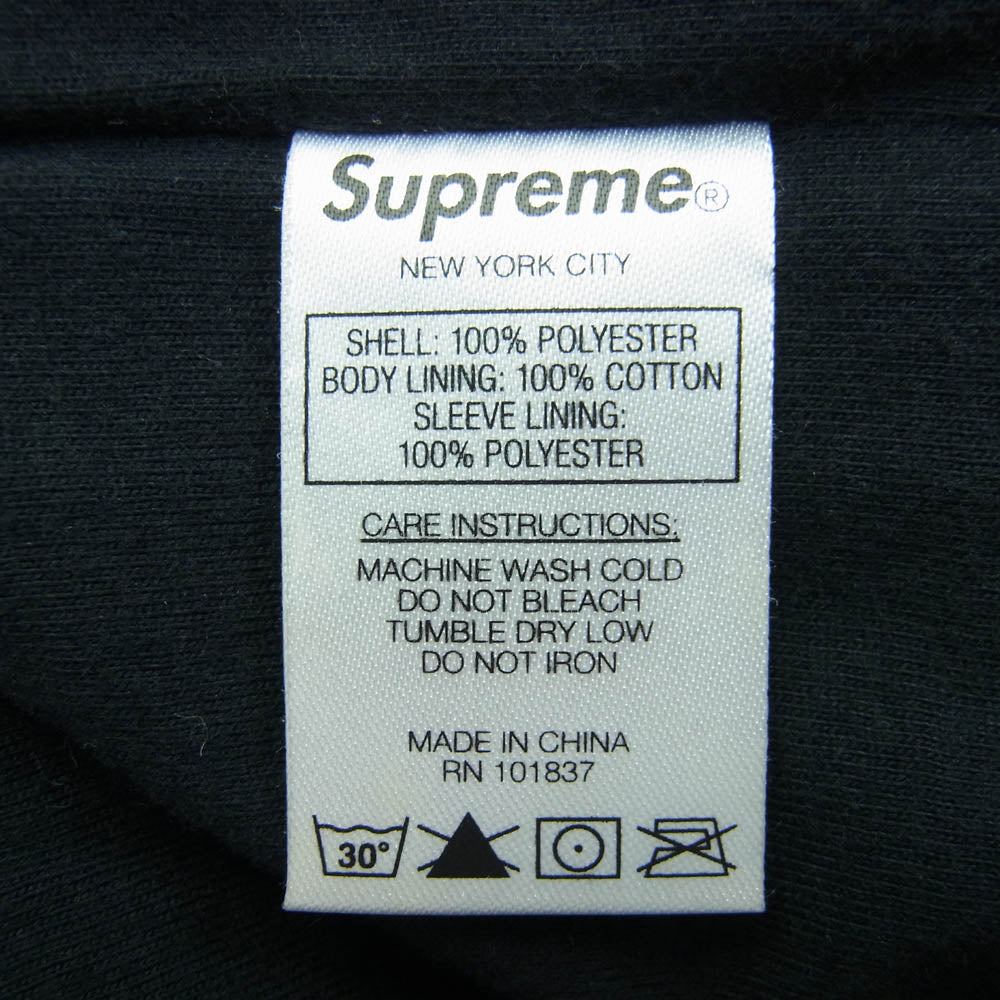 Supreme®
NEW YORK CITY
SHELL: 100% POLYESTER
BODY LINING: 100% COTTON
SLEEVE LINING:
100% POLYESTER
CARE INSTRUCTIONS:
MACHINE WASH COLD
DO NOT BLEACH
TUMBLE DRY LOW
DO NOT IRON
MADE IN CHINA
RN 101837
30°